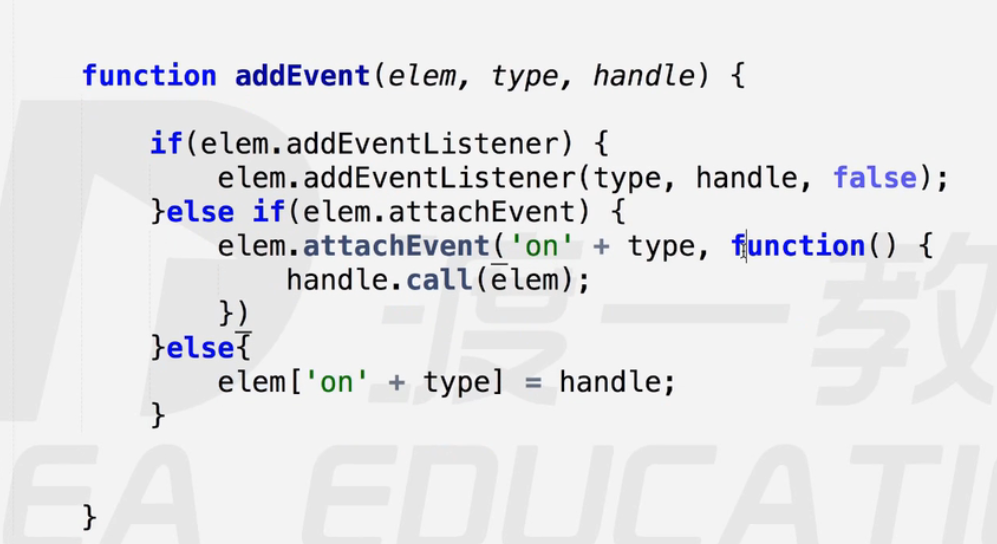 function addEvent(elem, type, handle) {
if(elem.addEventListener) {
elem.addEventListener(type, handle, false);
}else if(elem.attachEvent) {
elem.attachEvent('on' + type, function() {
handle.call(elem);
})
}else{
elem['on' + type] = handle;
}
}
渡一教
EDUCATI